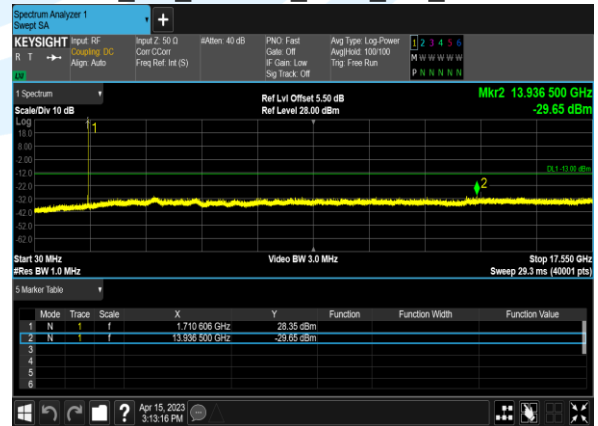 Spectrum Analyzer 1
Swept SA
+
KEYSIGHT Input: RF Input Z: 50 Ω #Atten: 40 dB PNO: Fast Avg Type: Log-Power 1 2 3 4 5 6
R T Coupling: DC Corr CCorr Gate: Off Avg|Hold: 100/100 M W W W W W
Align: Auto Freq Ref: Int (S) IF Gain: Low Trig: Free Run P N N N N N
LW Sig Track: Off
1 Spectrum Ref Lvl Offset 5.50 dB Mkr2 13.936 500 GHz
Scale/Div 10 dB Ref Level 28.00 dBm -29.65 dBm
Log
18.0
8.00
-2.00
-12.0
-22.0
-32.0
-42.0
-52.0
-62.0
1
2
DL1 -13.00 dBm
Start 30 MHz Video BW 3.0 MHz Stop 17.550 GHz
#Res BW 1.0 MHz Sweep 29.3 ms (40001 pts)
5 Marker Table
Mode Trace Scale X Y Function Function Width Function Value
1 N 1 f 1.710 606 GHz 28.35 dBm
2 N 1 f 13.936 500 GHz -29.65 dBm
3
4
5
6
? Apr 15, 2023
3:13:16 PM